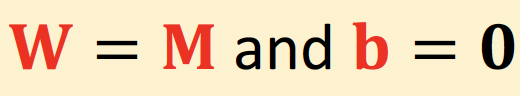 W = M and b = 0